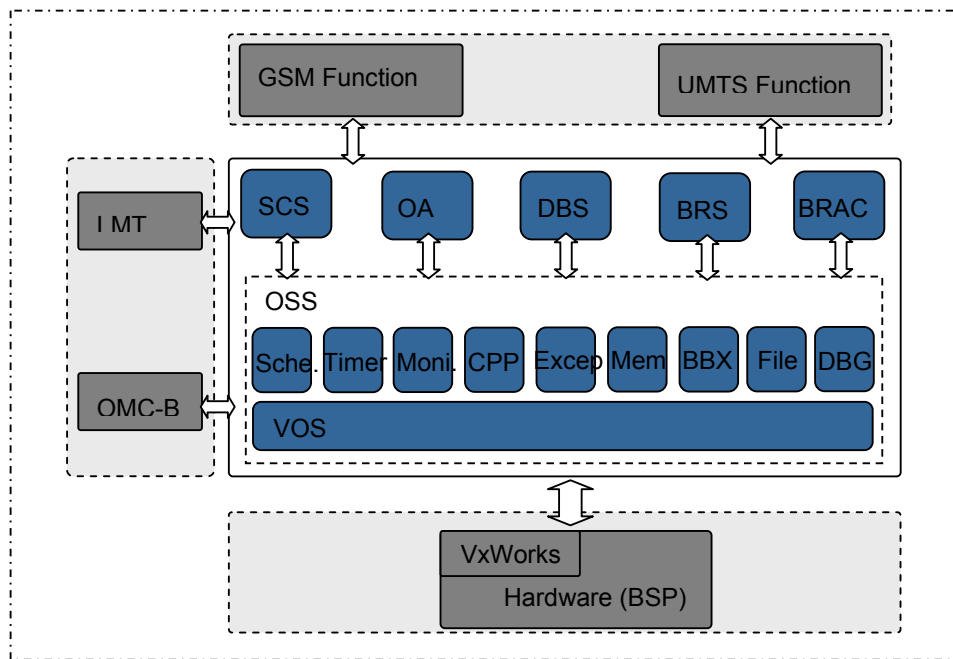 GSM Function
UMTS Function
SCS
OA
DBS
BRS
BRAC
LMT
OMC-B
OSS
Sche.
Timer
Moni.
CPP
Excep
Mem
BBX
File
DBG
VOS
VxWorks
Hardware (BSP)